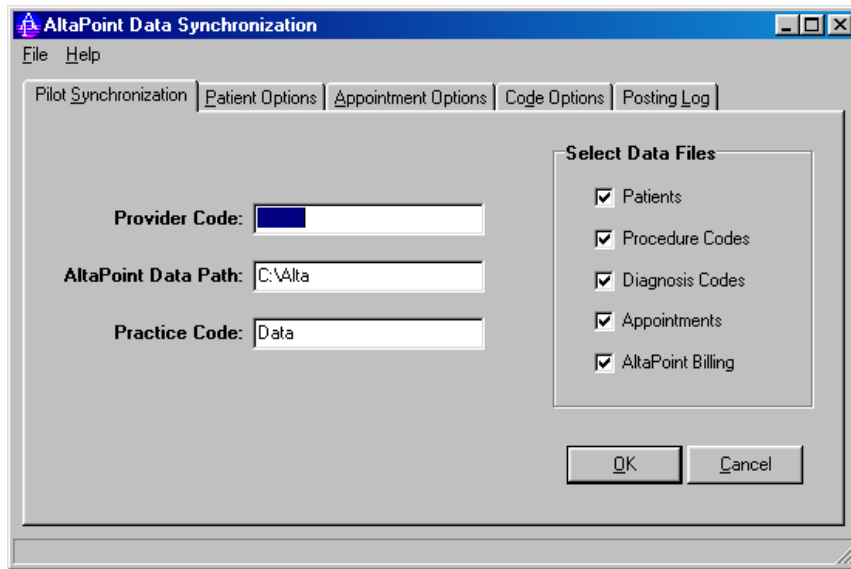 AltaPoint Data Synchronization
File Help
Pilot Synchronization Patient Options Appointment Options Code Options Posting Log
Select Data Files
Patients
Provider Code:
Procedure Codes
AltaPoint Data Path: C:\Alta
Diagnosis Codes
Practice Code: Data
Appointments
AltaPoint Billing
OK Cancel